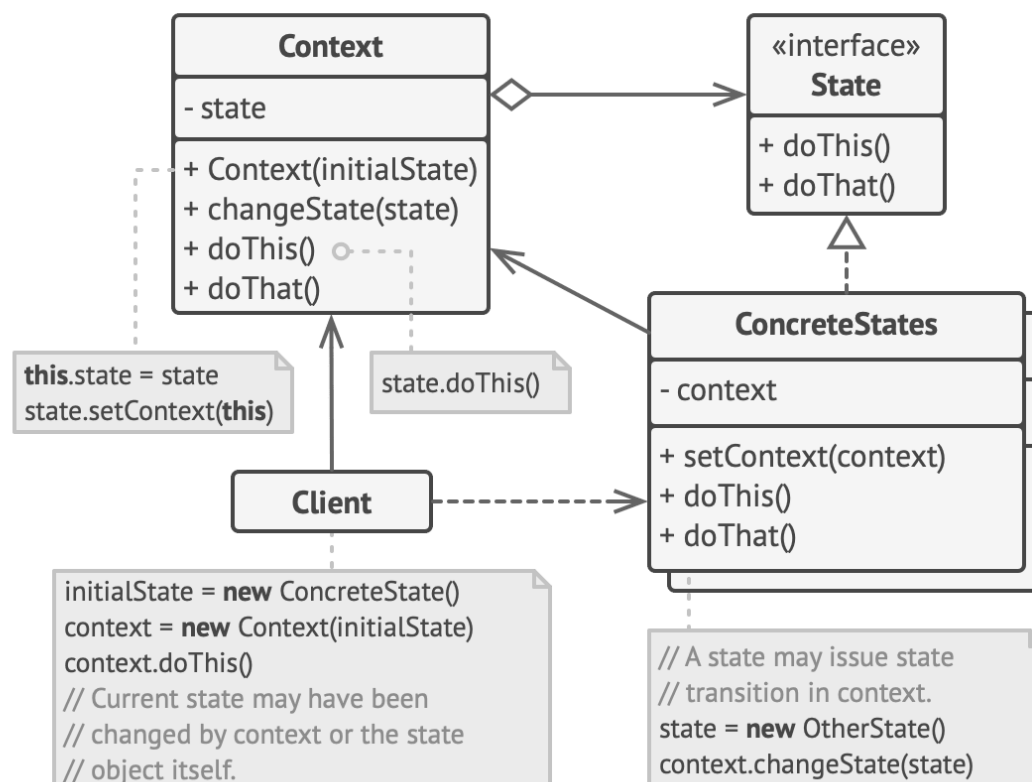 Context
- state
+ Context(initialState)
+ changeState(state)
+ doThis()
+ doThat()
«interface»
State
+ doThis()
+ doThat()
this.state = state
state.setContext(this)
state.doThis()
ConcreteStates
- context
+ setContext(context)
+ doThis()
+ doThat()
Client
initialState = new ConcreteState()
context = new Context(initialState)
context.doThis()
// Current state may have been
// changed by context or the state
// object itself.
// A state may issue state
// transition in context.
state = new OtherState()
context.changeState(state)